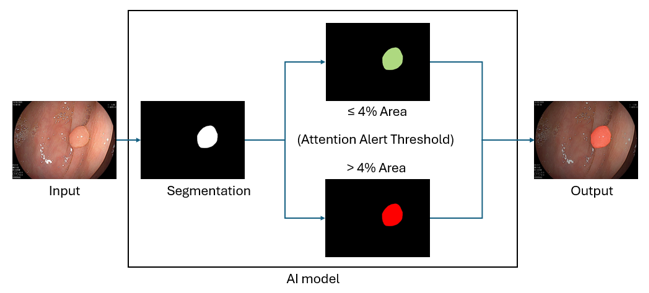 ≤ 4% Area
(Attention Alert Threshold)
> 4% Area
Input
Segmentation
Output
AI model